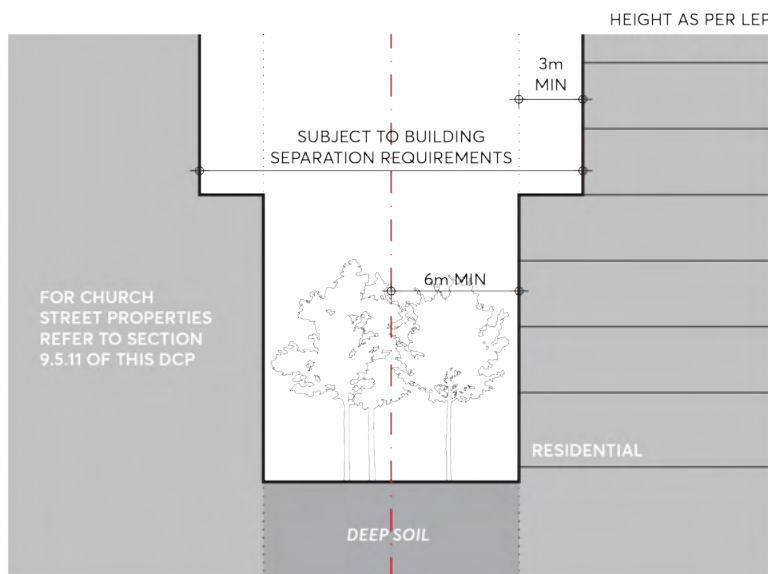 HEIGHT AS PER LEP
3m
MIN
SUBJECT TO BUILDING
SEPARATION REQUIREMENTS
6m MIN
FOR CHURCH
STREET PROPERTIES
REFER TO SECTION
9.5.11 OF THIS DCP
RESIDENTIAL
DEEP SOIL